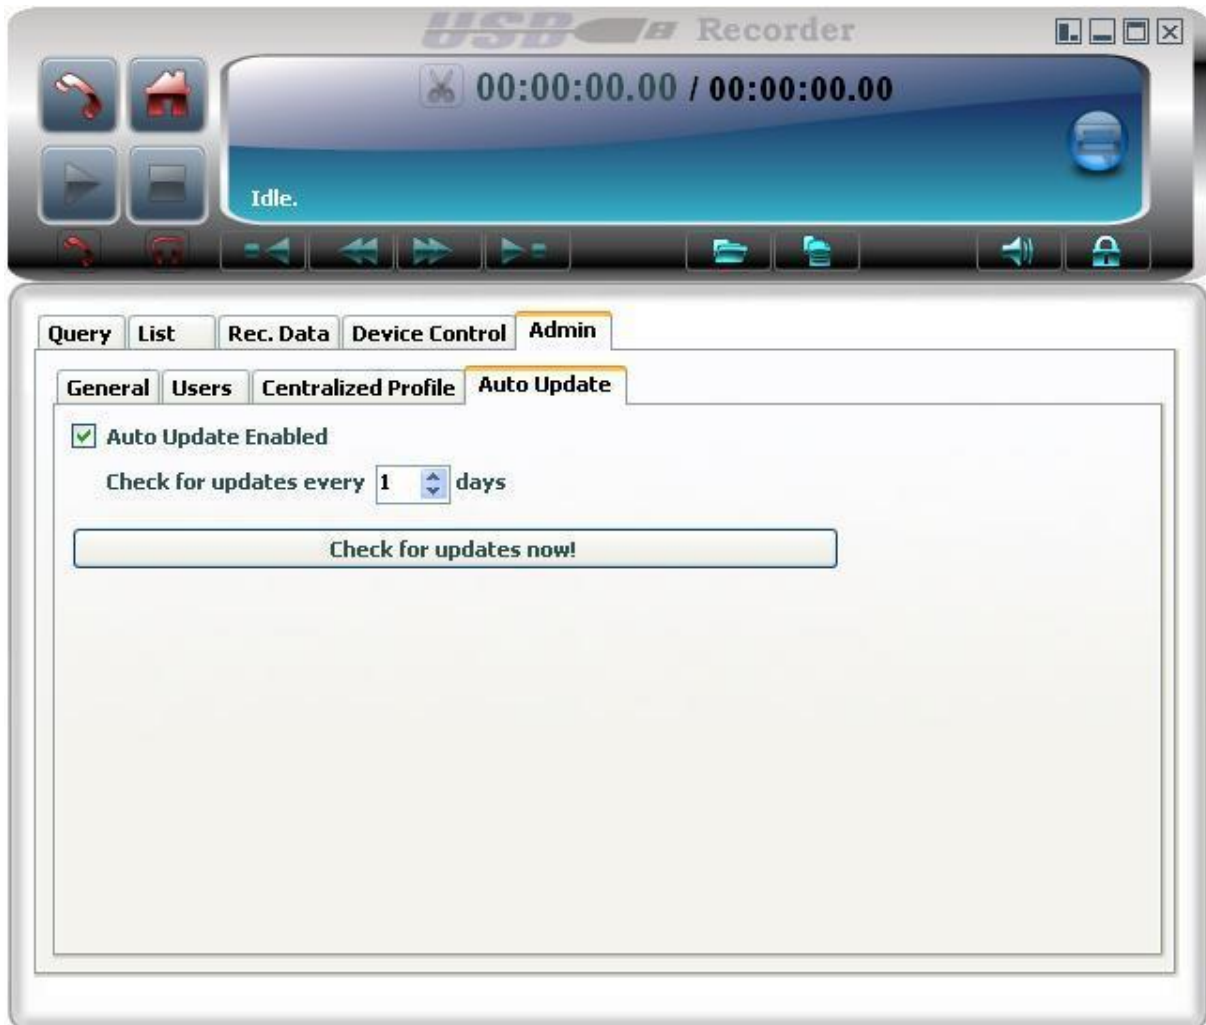 USB Recorder
00:00:00.00 / 00:00:00.00
Idle.
Query List Rec. Data Device Control Admin
General Users Centralized Profile Auto Update
Auto Update Enabled
Check for updates every 1 days
Check for updates now!